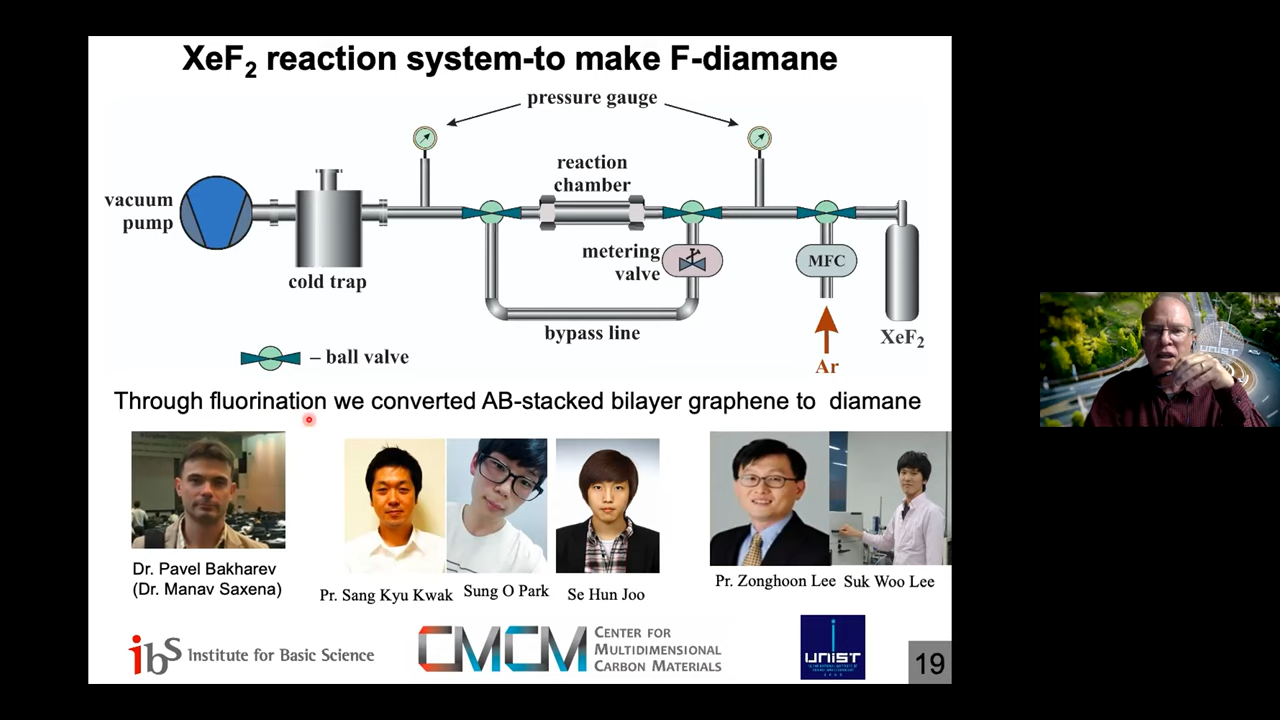 XeF2 reaction system-to make F-diamane
pressure gauge
reaction
chamber
vacuum
pump
metering
valve
MFC
cold trap
bypass line
XeF2
– ball valve
Ar
Through fluorination we converted AB-stacked bilayer graphene to diamane
Dr. Pavel Bakharev
(Dr. Manav Saxena)
Pr. Sang Kyu Kwak
Sung O Park
Se Hun Joo
Pr. Zonghoon Lee
Suk Woo Lee
ibS Institute for Basic Science
CMCM
CENTER FOR
MULTIDIMENSIONAL
CARBON MATERIALS
UNIST
19
UNIST